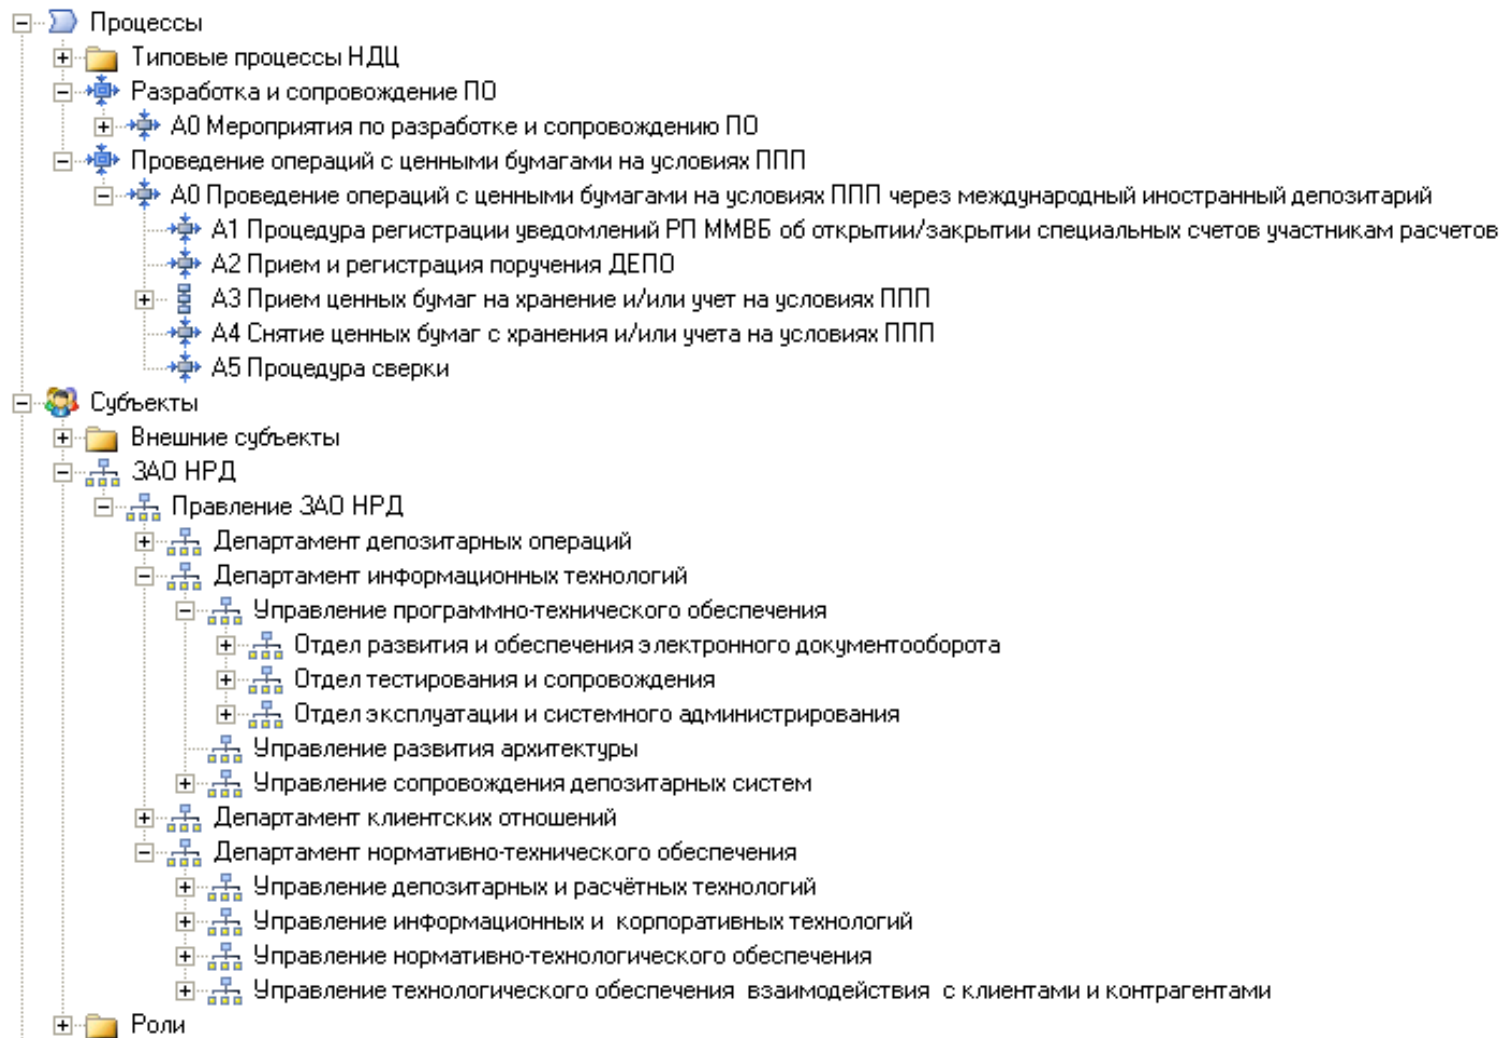 Процессы
Типовые процессы НДЦ
Разработка и сопровождение ПО
А0 Мероприятия по разработке и сопровождению ПО
Проведение операций с ценными бумагами на условиях ППП
А0 Проведение операций с ценными бумагами на условиях ППП через международный иностранный депозитарий
А1 Процедура регистрации уведомлений РП ММВБ об открытии/закрытии специальных счетов участникам расчетов
А2 Прием и регистрация поручения ДЕПО
А3 Прием ценных бумаг на хранение и/или учет на условиях ППП
А4 Снятие ценных бумаг с хранения и/или учета на условиях ППП
А5 Процедура сверки
Субъекты
Внешние субъекты
ЗАО НРД
Правление ЗАО НРД
Департамент депозитарных операций
Департамент информационных технологий
Управление программно-технического обеспечения
Отдел развития и обеспечения электронного документооборота
Отдел тестирования и сопровождения
Отдел эксплуатации и системного администрирования
Управление развития архитектуры
Управление сопровождения депозитарных систем
Департамент клиентских отношений
Департамент нормативно-технического обеспечения
Управление депозитарных и расчётных технологий
Управление информационных и корпоративных технологий
Управление нормативно-технологического обеспечения
Управление технологического обеспечения взаимодействия с клиентами и контрагентами
Роли